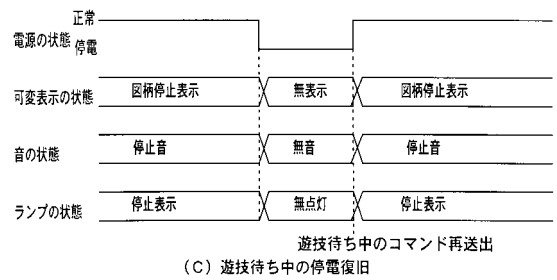 正常
電源の状態
停電
可変表示の状態 図柄停止表示 無表示 図柄停止表示
音の状態 停止音 無音 停止音
ランプの状態 停止表示 無点灯 停止表示
遊技待ち中のコマンド再送出
(C) 遊技待ち中の停電復旧